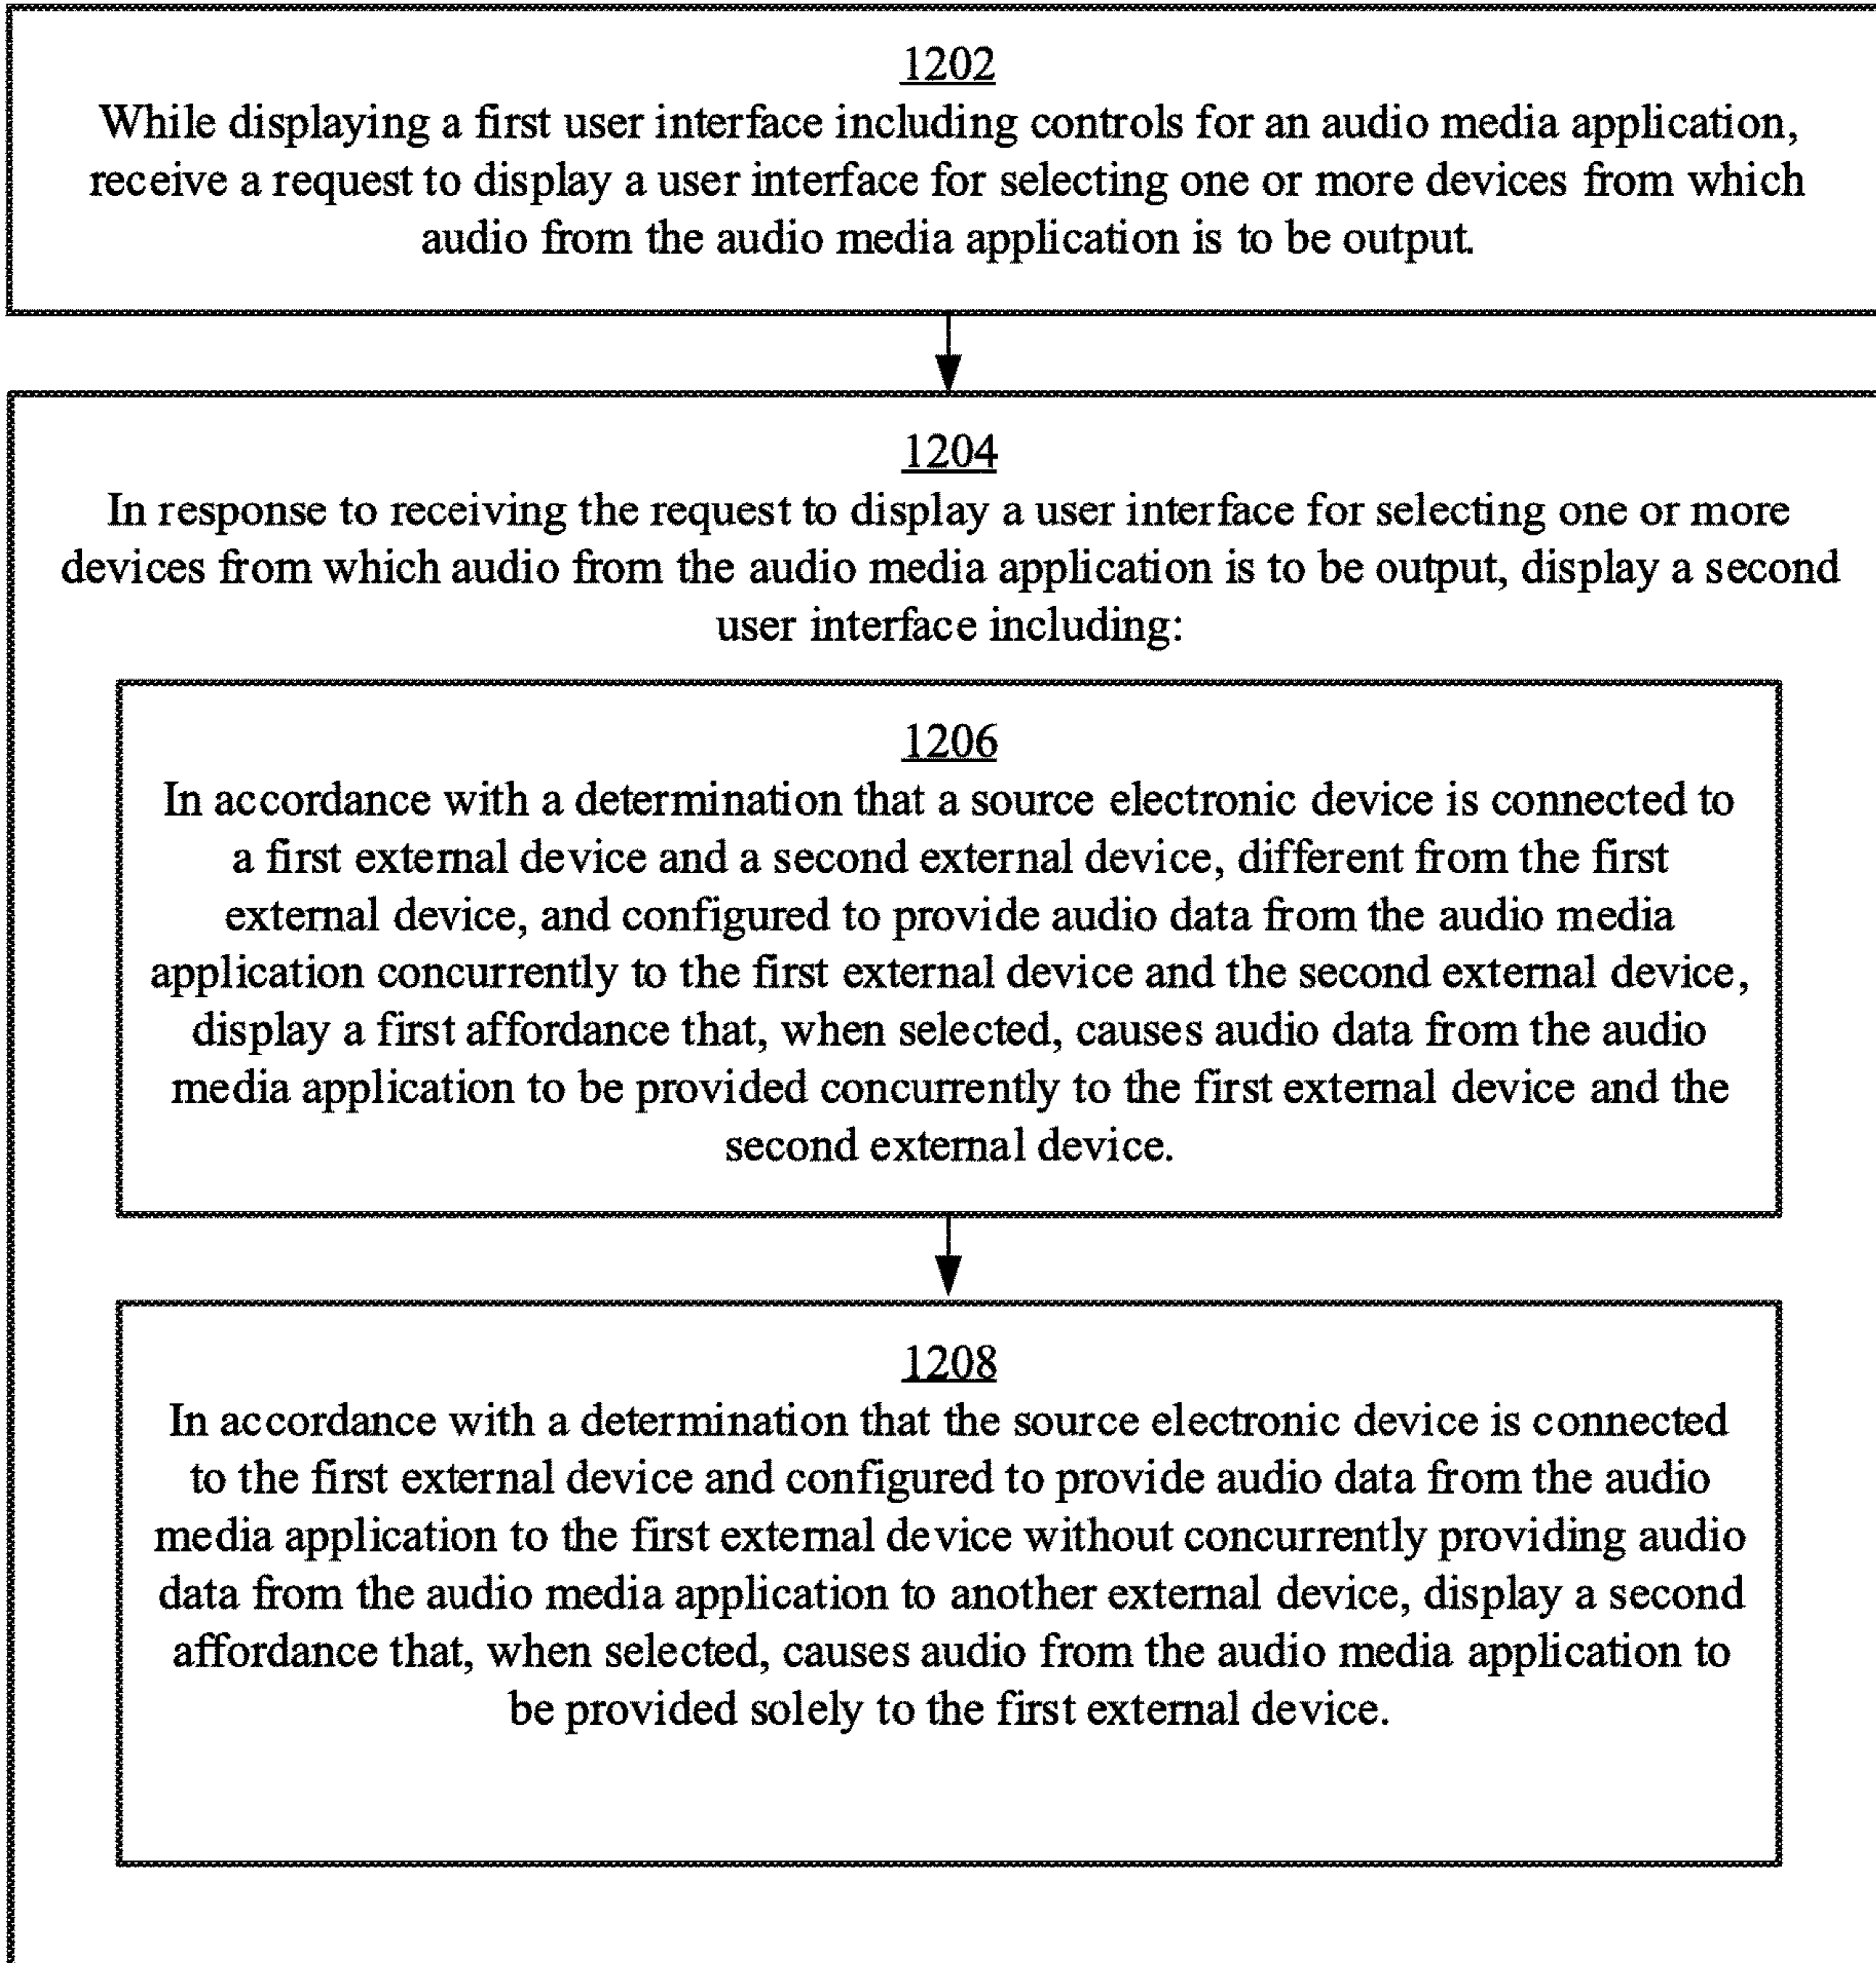 1202
While displaying a first user interface including controls for an audio media application,
receive a request to display a user interface for selecting one or more devices from which
audio from the audio media application is to be output.
1204
In response to receiving the request to display a user interface for selecting one or more
devices from which audio from the audio media application is to be output, display a second
user interface including:
1206
In accordance with a determination that a source electronic device is connected to
a first external device and a second external device, different from the first
external device, and configured to provide audio data from the audio media
application concurrently to the first external device and the second external device,
display a first affordance that, when selected, causes audio data from the audio
media application to be provided concurrently to the first external device and the
second external device.
1208
In accordance with a determination that the source electronic device is connected
to the first external device and configured to provide audio data from the audio
media application to the first external device without concurrently providing audio
data from the audio media application to another external device, display a second
affordance that, when selected, causes audio from the audio media application to
be provided solely to the first external device.